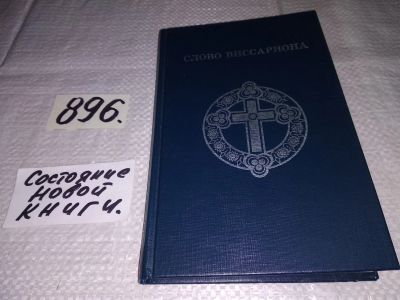 СЛОВО ВИССАРИОНА
896.
Состояние
новой
книги.